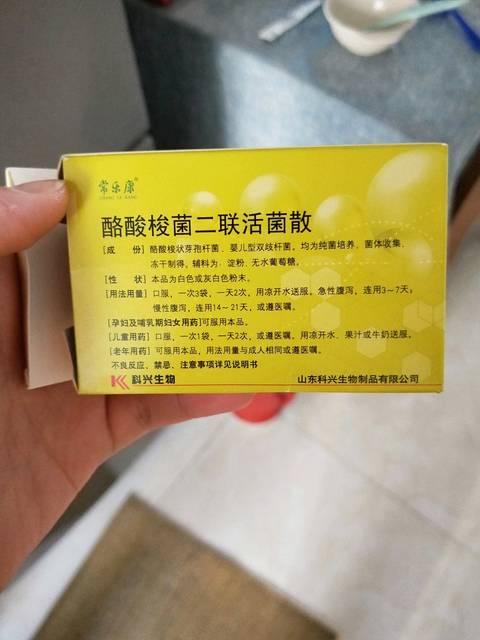 常乐康®
CHANG LE KANG
酪酸梭菌二联活菌散
[成　份] 酪酸梭状芽孢杆菌、婴儿型双歧杆菌，均为纯菌培养、菌体收集、
冻干制得，辅料为：淀粉、无水葡萄糖。
[性　状] 本品为白色或灰白色粉末。
[用法用量] 口服，一次3袋，一天2次，用凉开水送服。急性腹泻，连用3～7天；
慢性腹泻，连用14～21天，或遵医嘱。
[孕妇及哺乳期妇女用药] 可服用本品。
[儿童用药] 口服，一次1袋，一天2次，或遵医嘱。用凉开水、果汁或牛奶送服。
[老年用药] 可服用本品，用法用量与成人相同或遵医嘱。
不良反应、禁忌、注意事项详见说明书
科兴生物
山东科兴生物制品有限公司